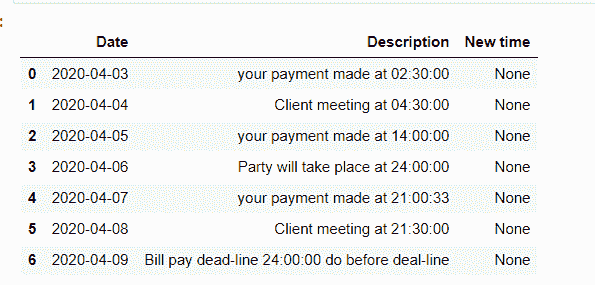 :
Date Description New time
0 2020-04-03 your payment made at 02:30:00 None
1 2020-04-04 Client meeting at 04:30:00 None
2 2020-04-05 your payment made at 14:00:00 None
3 2020-04-06 Party will take place at 24:00:00 None
4 2020-04-07 your payment made at 21:00:33 None
5 2020-04-08 Client meeting at 21:30:00 None
6 2020-04-09 Bill pay dead-line 24:00:00 do before deal-line None